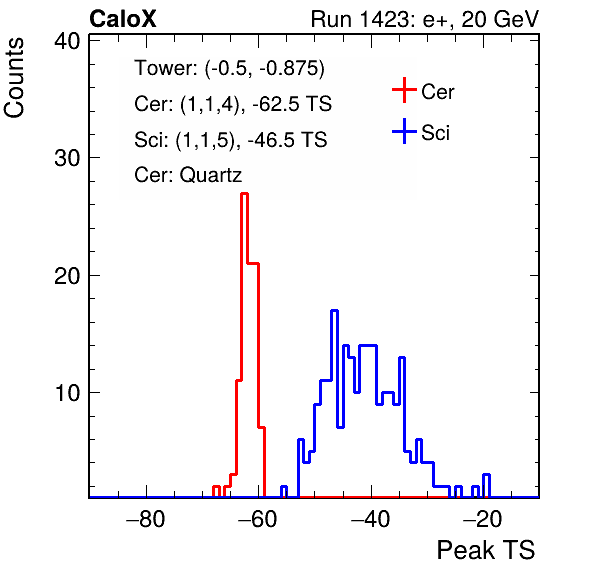 CaloX Run 1423: e+, 20 GeV
Counts
40
30
20
10
Tower: (-0.5, -0.875)
Cer: (1,1,4), -62.5 TS
Sci: (1,1,5), -46.5 TS
Cer: Quartz
Cer
Sci
−80 −60 −40 −20
Peak TS